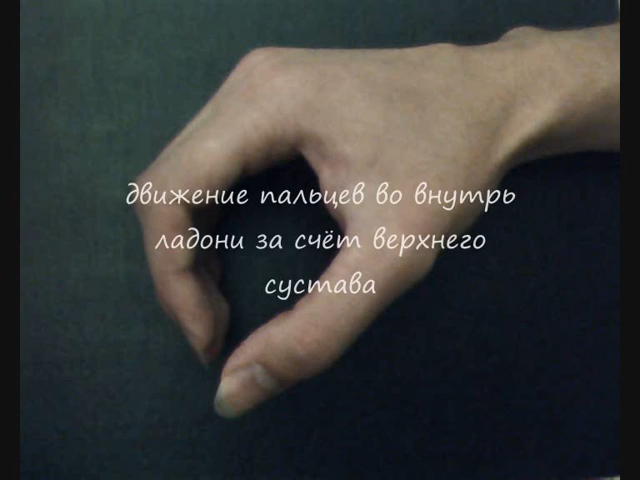 движение пальцев во внутрь
ладони за счёт верхнего
сустава